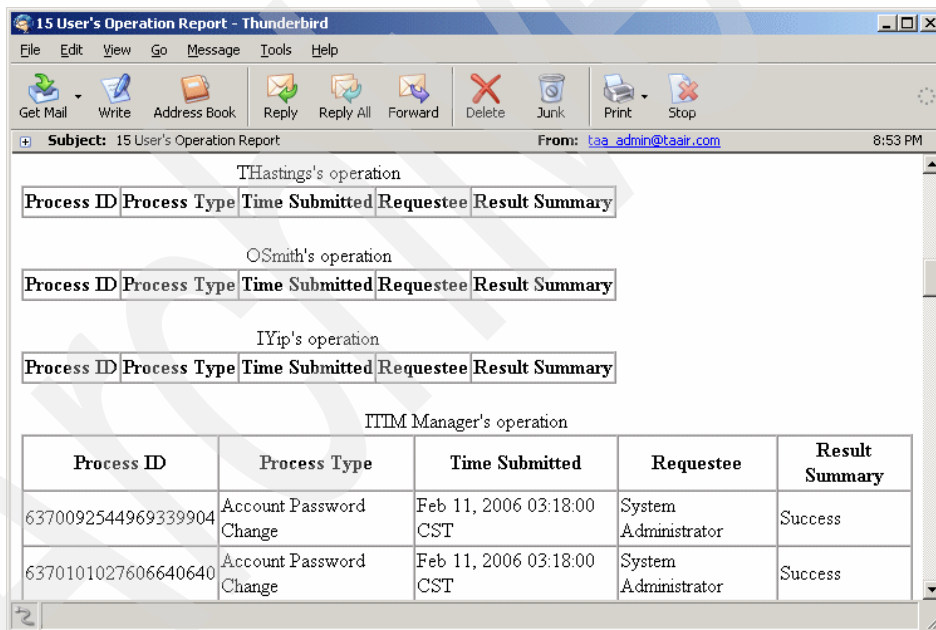 15 User's Operation Report - Thunderbird
File Edit View Go Message Tools Help
Get Mail Write Address Book Reply Reply All Forward Delete Junk Print Stop
Subject: 15 User's Operation Report From: taa_admin@taair.com 8:53 PM
THastings's operation
Process ID Process Type Time Submitted Requestee Result Summary
OSmith's operation
Process ID Process Type Time Submitted Requestee Result Summary
IYip's operation
Process ID Process Type Time Submitted Requestee Result Summary
ITIM Manager's operation
Process ID Process Type Time Submitted Requestee Result Summary
6370092544969339904 Account Password Change Feb 11, 2006 03:18:00 CST System Administrator Success
6370101027606640640 Account Password Change Feb 11, 2006 03:18:00 CST System Administrator Success